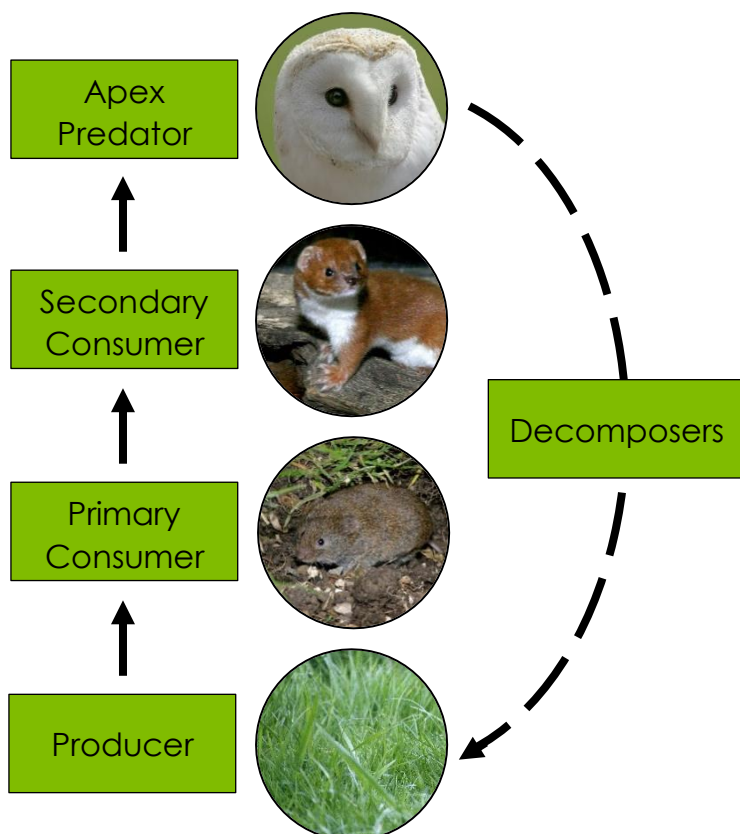 Apex
Predator
Secondary
Consumer
Decomposers
Primary
Consumer
Producer